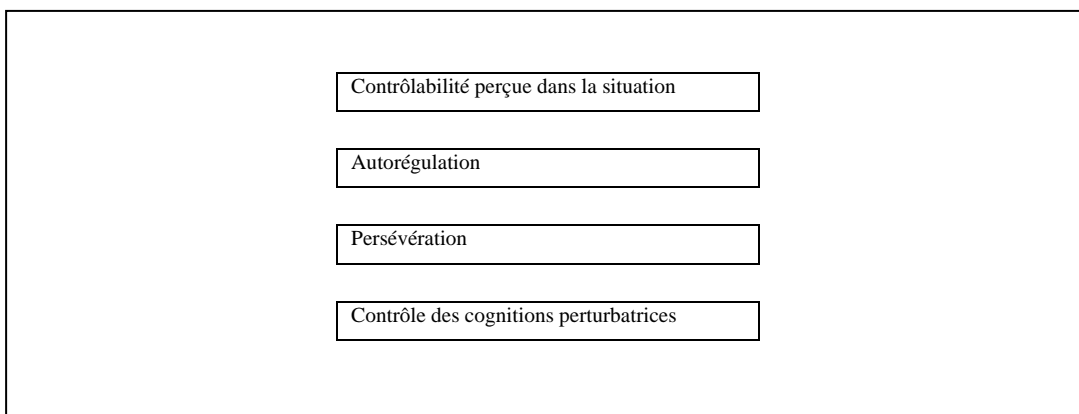 Contrôlabilité perçue dans la situation
Autorégulation
Persévération
Contrôle des cognitions perturbatrices